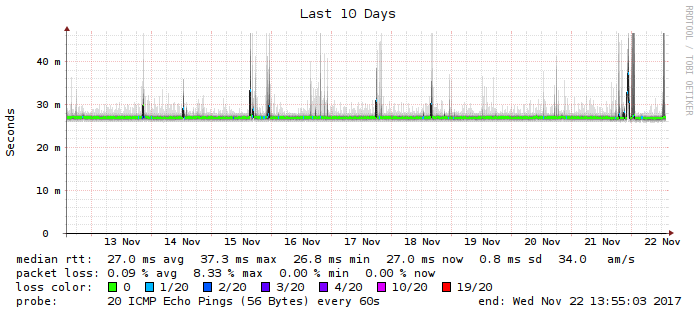 Last 10 Days
RRDTOOL / TOBI OETIKER
Seconds
40 m
30 m
20 m
10 m
0
13 Nov 14 Nov 15 Nov 16 Nov 17 Nov 18 Nov 19 Nov 20 Nov 21 Nov 22 Nov
median rtt: 27.0 ms avg 37.3 ms max 26.8 ms min 27.0 ms now 0.8 ms sd 34.0 am/s
packet loss: 0.09 % avg 8.33 % max 0.00 % min 0.00 % now
loss color: 0 1/20 2/20 3/20 4/20 10/20 19/20
probe: 20 ICMP Echo Pings (56 Bytes) every 60s end: Wed Nov 22 13:55:03 2017